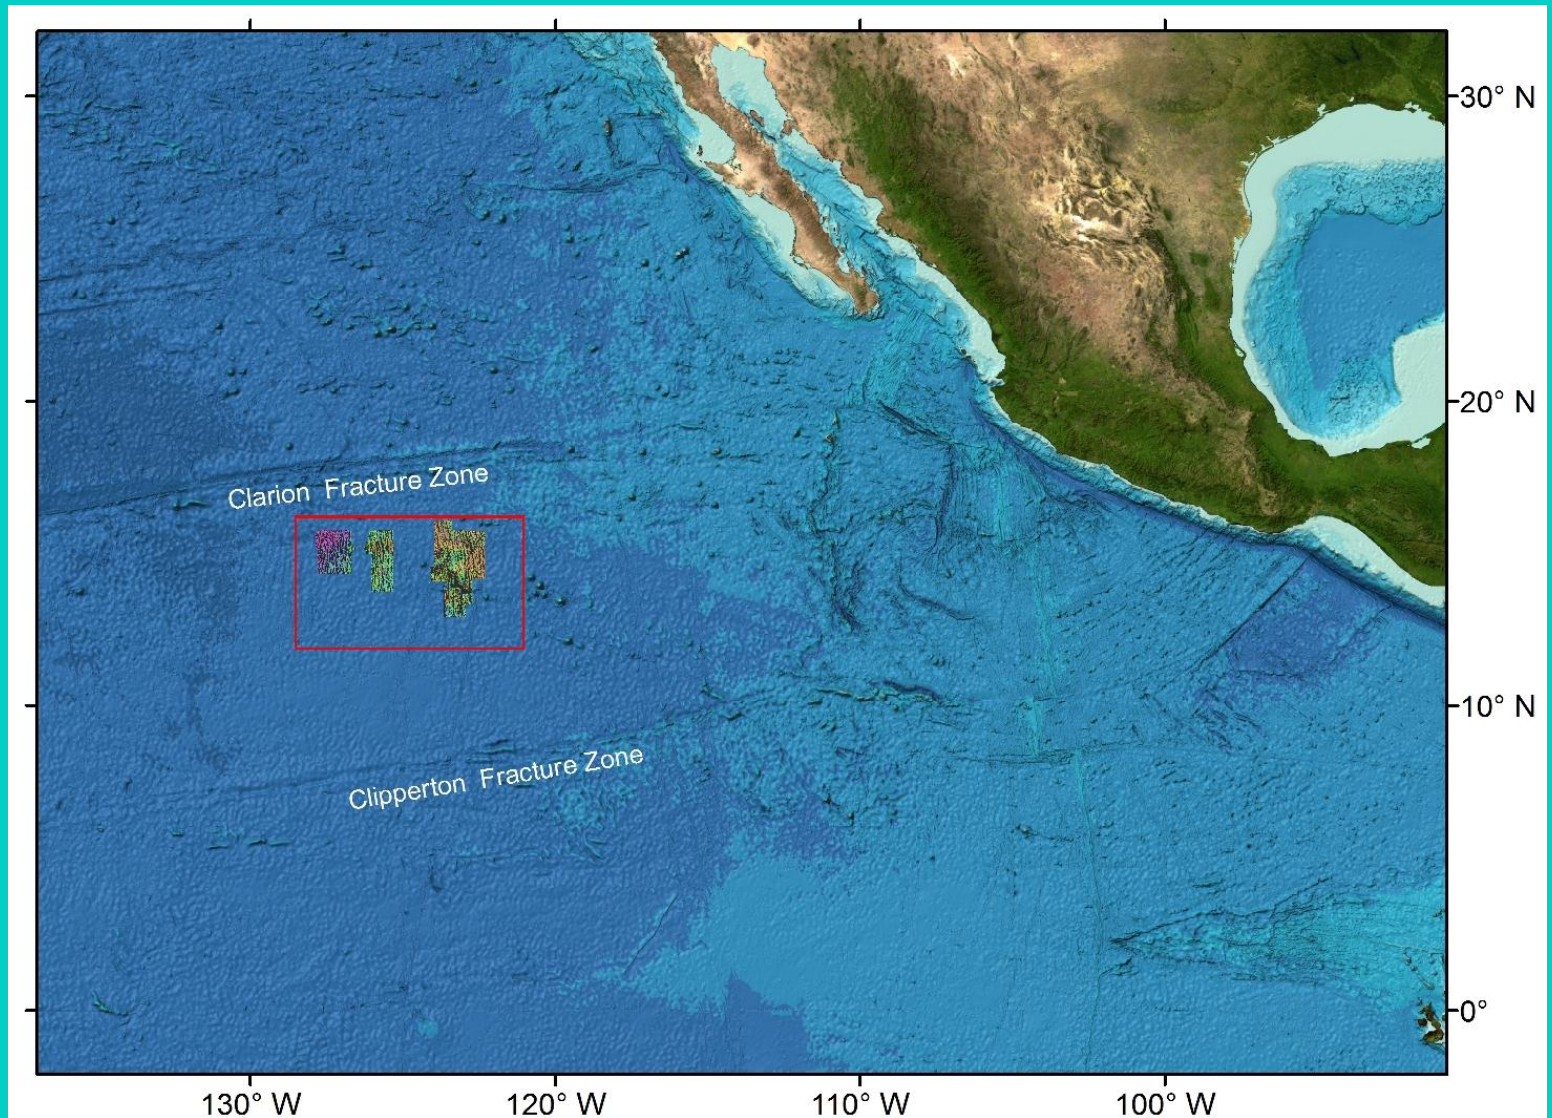 30° N
20° N
Clarion Fracture Zone
10° N
Clipperton Fracture Zone
0°
130° W
120° W
110° W
100° W